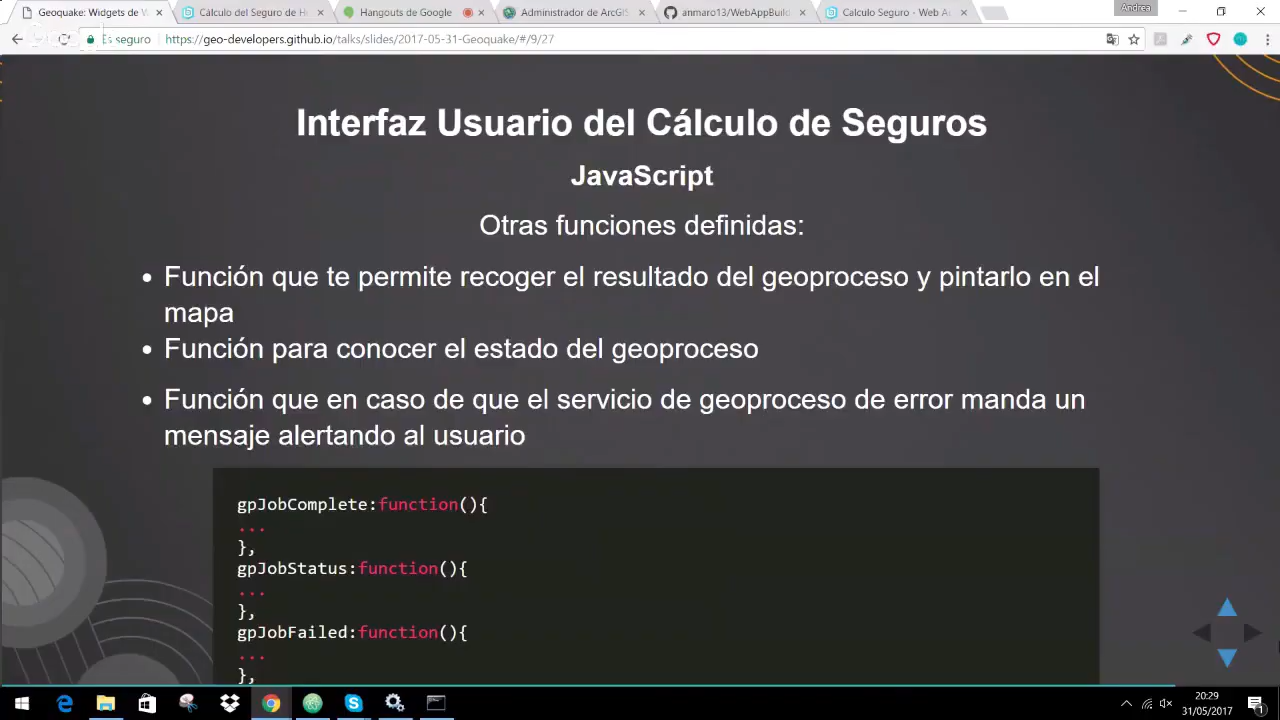 Geoquake: Widgets de W
Cálculo del Seguro de H
Hangouts de Google
Administrador de ArcGIS
anmaro13/WebAppBuild
Calculo Seguro - Web A
Andrea
Es seguro
https://geo-developers.github.io/talks/slides/2017-05-31-Geoquake/#/9/27
Interfaz Usuario del Cálculo de Seguros
JavaScript
Otras funciones definidas:
• Función que te permite recoger el resultado del geoproceso y pintarlo en el
mapa
• Función para conocer el estado del geoproceso
• Función que en caso de que el servicio de geoproceso de error manda un
mensaje alertando al usuario
gpJobComplete:function(){
...
},
gpJobStatus:function(){
...
},
gpJobFailed:function(){
...
},
20:29
31/05/2017